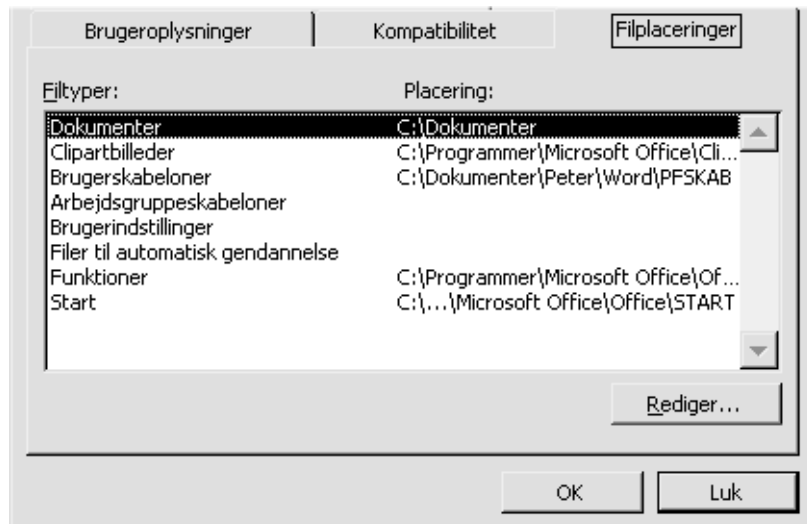 Brugeroplysninger Kompatibilitet Filplaceringer
Filtyper: Placering:
Dokumenter C:\Dokumenter
Clipartbilleder C:\Programmer\Microsoft Office\Cli...
Brugerskabeloner C:\Dokumenter\Peter\Word\PFSKAB
Arbejdsgruppeskabeloner
Brugerindstillinger
Filer til automatisk gendannelse
Funktioner C:\Programmer\Microsoft Office\Of...
Start C:\...\Microsoft Office\Office\START
Rediger...
OK Luk